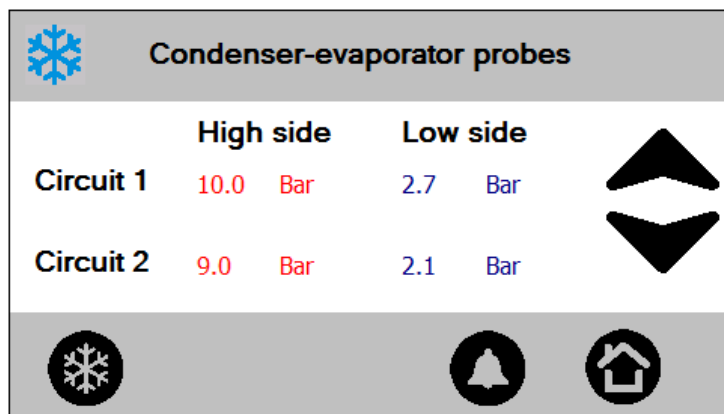 Condenser-evaporator probes
High side Low side
Circuit 1 10.0 Bar 2.7 Bar
Circuit 2 9.0 Bar 2.1 Bar